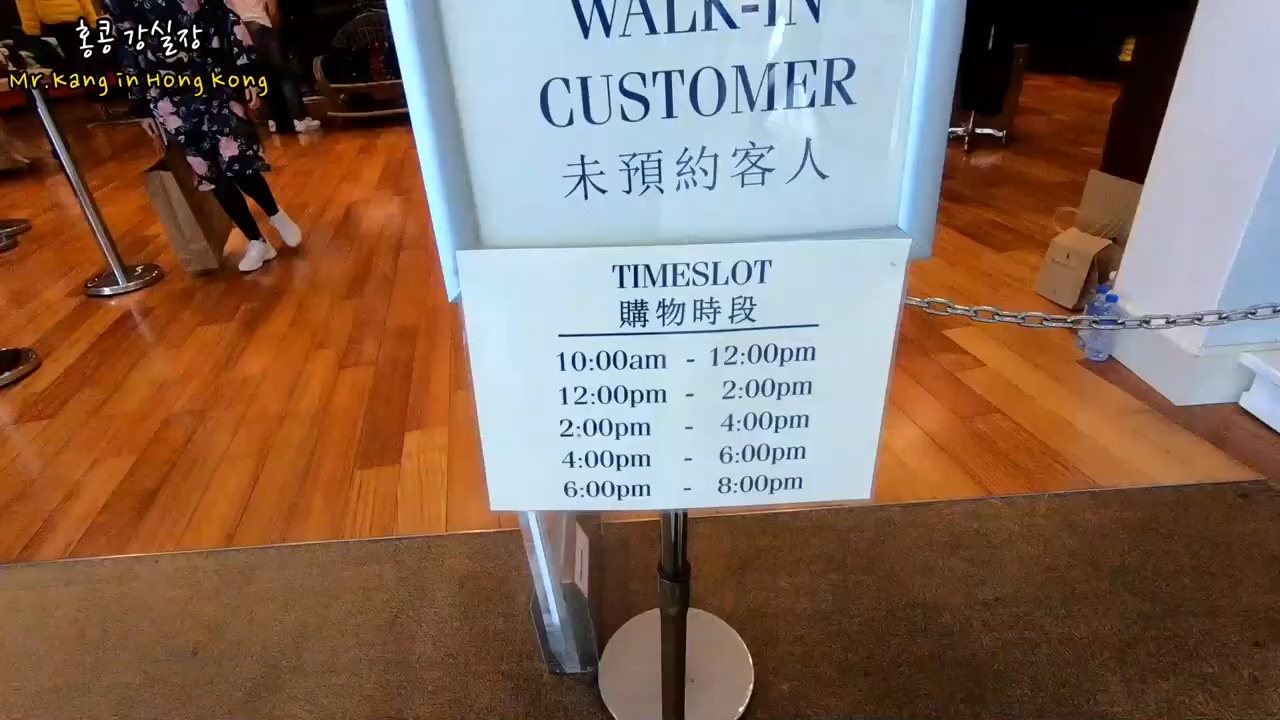 홍콩 강실장
Mr.Kang in Hong Kong
WALK-IN
CUSTOMER
未預約客人
TIMESLOT
購物時段
10:00am - 12:00pm
12:00pm - 2:00pm
2:00pm - 4:00pm
4:00pm - 6:00pm
6:00pm - 8:00pm